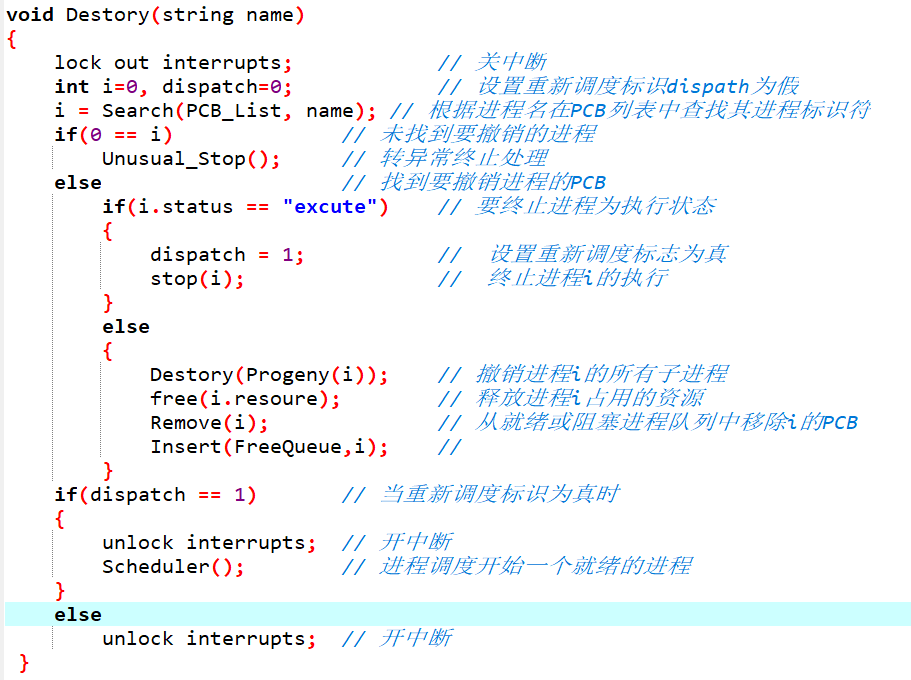 void Destory(string name)
{
    lock out interrupts;            // 关中断
    int i=0, dispatch=0;            // 设置重新调度标识dispath为假
    i = Search(PCB_List, name); // 根据进程名在PCB列表中查找其进程标识符
    if(0 == i)              // 未找到要撤销的进程
        Unusual_Stop();     // 转异常终止处理
    else                    // 找到要撤销进程的PCB
        if(i.status == "excute")    // 要终止进程为执行状态
        {
            dispatch = 1;           //  设置重新调度标志为真
            stop(i);                //  终止进程i的执行
        }
        else
        {
            Destory(Progeny(i));    // 撤销进程i的所有子进程
            free(i.resoure);        // 释放进程i占用的资源
            Remove(i);              // 从就绪或阻塞进程队列中移除i的PCB
            Insert(FreeQueue,i);    //
        }
    if(dispatch == 1)       // 当重新调度标识为真时
    {
        unlock interrupts;  // 开中断
        Scheduler();        // 进程调度开始一个就绪的进程
    }
    else
        unlock interrupts;  // 开中断
}